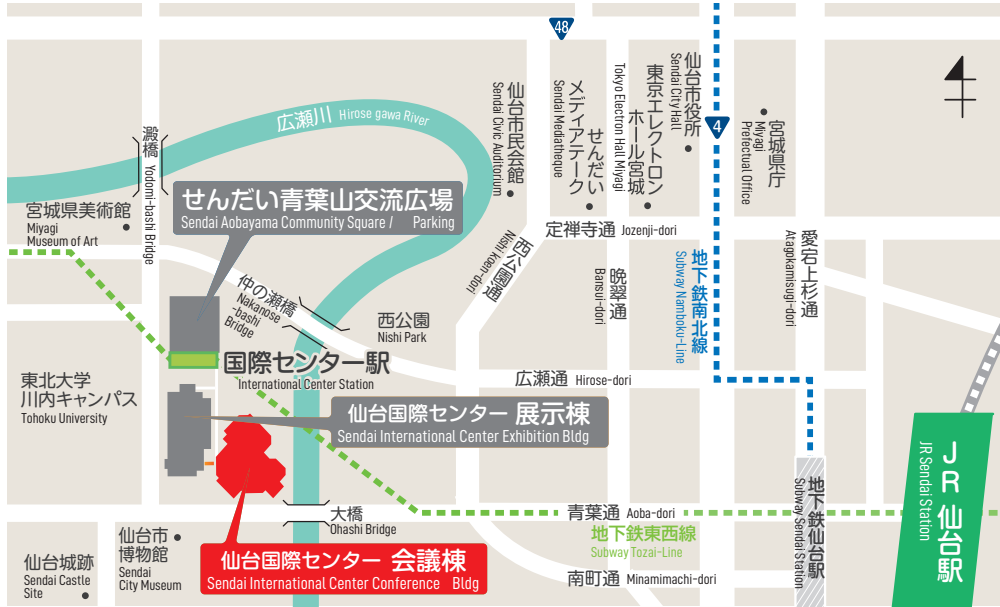 48
仙台市民会館
Sendai Civic Auditorium
せんだい
メディアテーク
Sendai Mediatheque
東京エレクトロン
ホール宮城
Tokyo Electron Hall Miyagi
仙台市役所
Sendai City Hall
4
宮城県庁
Miyagi
Prefectual Office
広瀬川 Hirose gawa River
澱橋
Yodomi-bashi Bridge
宮城県美術館
Miyagi
Museum of Art
せんだい青葉山交流広場
Sendai Aobayama Community Square / Parking
定禅寺通 Jozenji-dori
西公園通
Nishi koen-dori
晩翠通
Bansui-dori
地下鉄南北線
Subway Namboku-Line
愛宕上杉通
Atagokamisugi-dori
仲の瀬橋
Nakanose
-bashi
Bridge
西公園
Nishi Park
国際センター駅
International Center Station
広瀬通 Hirose-dori
東北大学
川内キャンパス
Tohoku University
仙台国際センター 展示棟
Sendai International Center Exhibition Bldg
JR 仙台駅
JR Sendai Station
地下鉄仙台駅
Subway Sendai Station
大橋
Ohashi Bridge
青葉通 Aoba-dori
地下鉄東西線
Subway Tozai-Line
仙台城跡
Sendai Castle
Site
仙台市
博物館
Sendai
City Museum
仙台国際センター 会議棟
Sendai International Center Conference Bldg
南町通 Minamimachi-dori